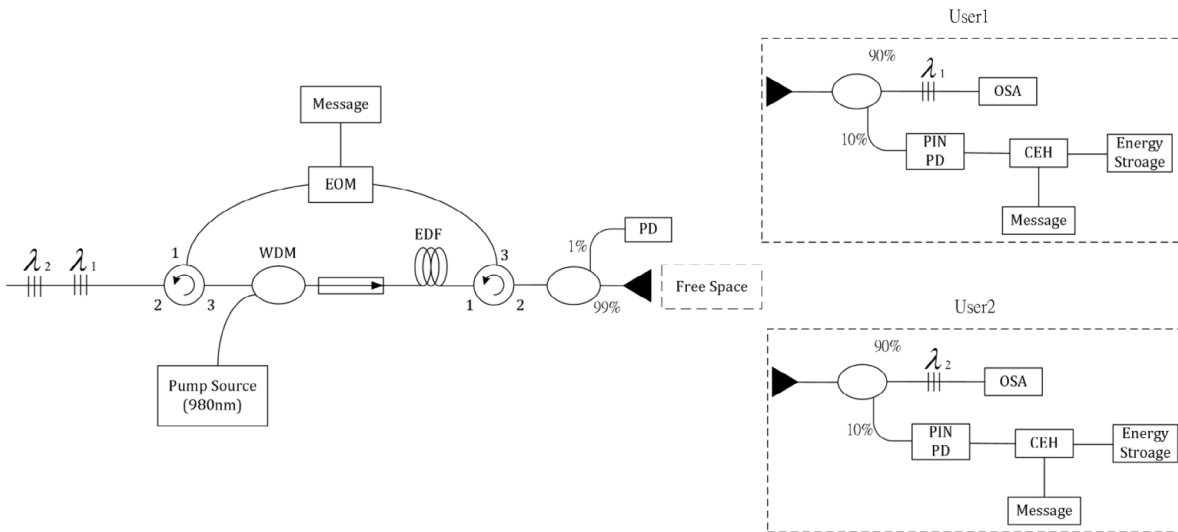 User1
90%
λ1
OSA
10%
PIN
PD
CEH
Energy
Stroage
Message
Message
EOM
λ2
λ1
1
2
3
WDM
EDF
3
1
2
1%
PD
99%
Free Space
Pump Source
(980nm)
User2
90%
λ2
OSA
10%
PIN
PD
CEH
Energy
Stroage
Message